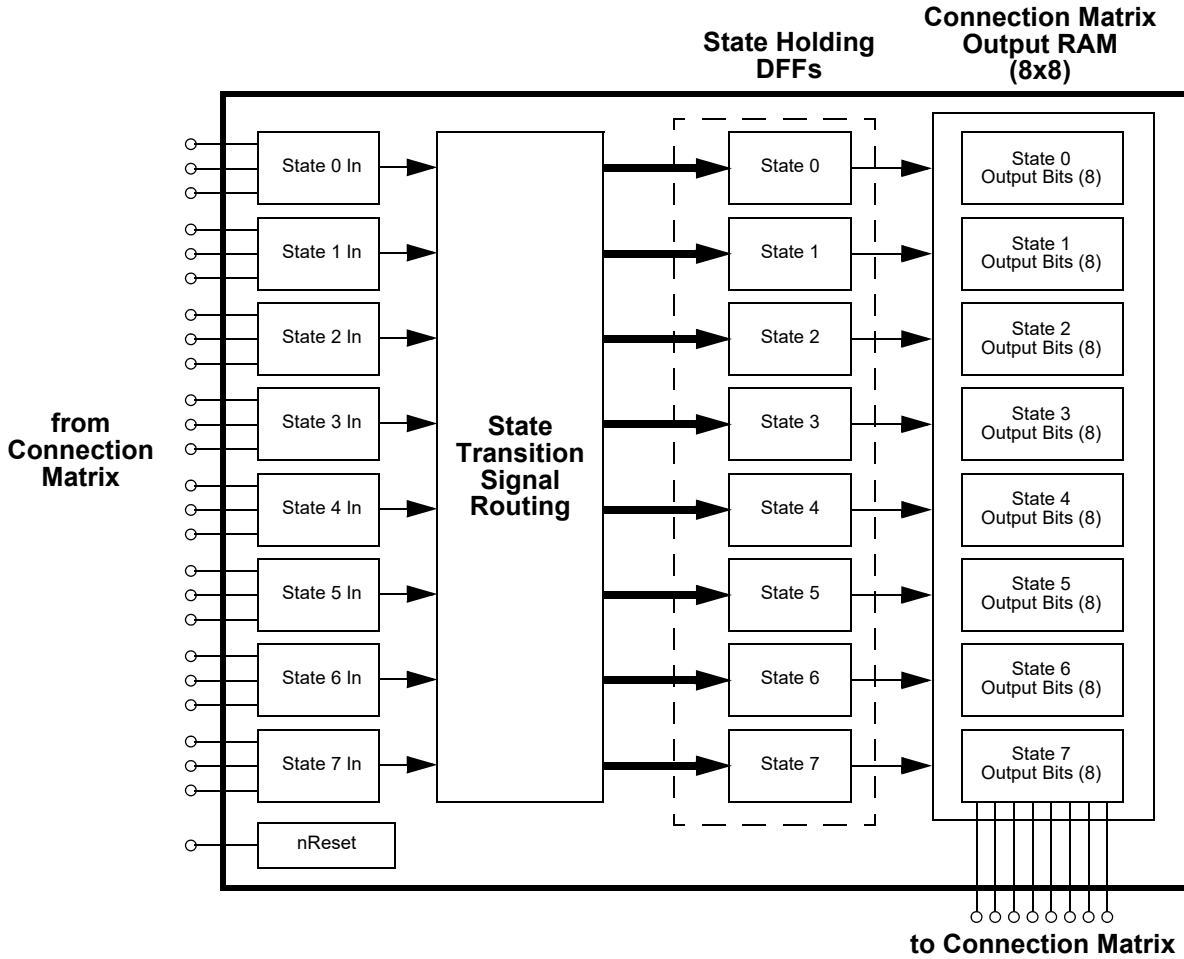 Connection Matrix
Output RAM
(8x8)
State Holding
DFFs
from
Connection
Matrix
State 0 In
State 1 In
State 2 In
State 3 In
State 4 In
State 5 In
State 6 In
State 7 In
nReset
State
Transition
Signal
Routing
State 0
State 1
State 2
State 3
State 4
State 5
State 6
State 7
State 0
Output Bits (8)
State 1
Output Bits (8)
State 2
Output Bits (8)
State 3
Output Bits (8)
State 4
Output Bits (8)
State 5
Output Bits (8)
State 6
Output Bits (8)
State 7
Output Bits (8)
to Connection Matrix